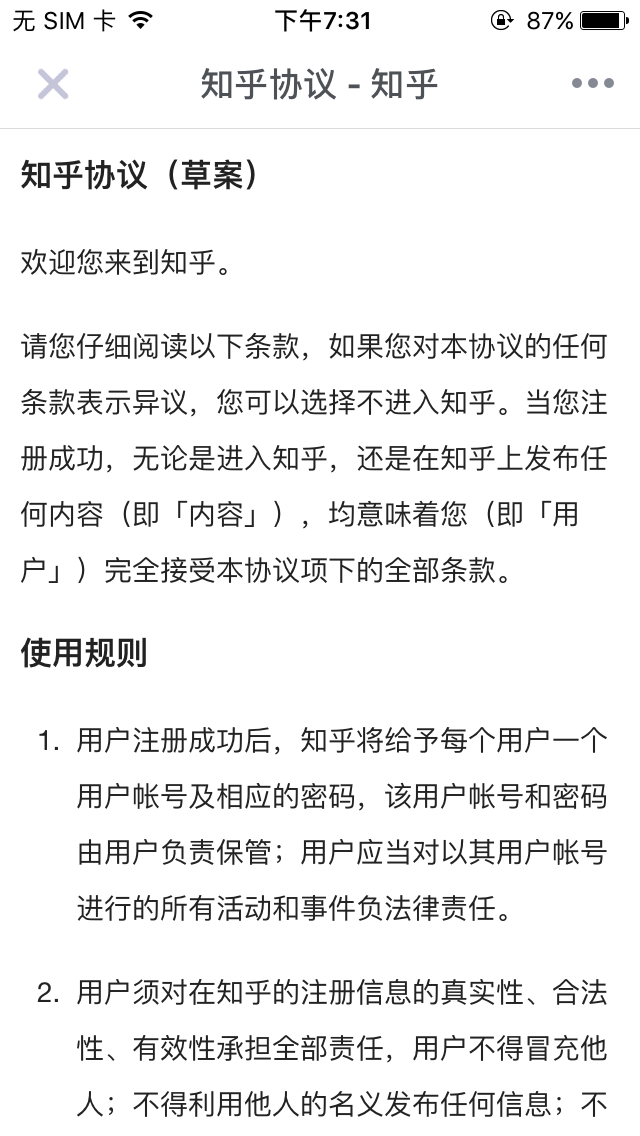 无 SIM 卡 下午7:31 87%
知乎协议 - 知乎
知乎协议（草案）
欢迎您来到知乎。
请您仔细阅读以下条款，如果您对本协议的任何
条款表示异议，您可以选择不进入知乎。当您注
册成功，无论是进入知乎，还是在知乎上发布任
何内容（即「内容」），均意味着您（即「用
户」）完全接受本协议项下的全部条款。
使用规则
1. 用户注册成功后，知乎将给予每个用户一个
用户帐号及相应的密码，该用户帐号和密码
由用户负责保管；用户应当对以其用户帐号
进行的所有活动和事件负法律责任。
2. 用户须对在知乎的注册信息的真实性、合法
性、有效性承担全部责任，用户不得冒充他
人；不得利用他人的名义发布任何信息；不